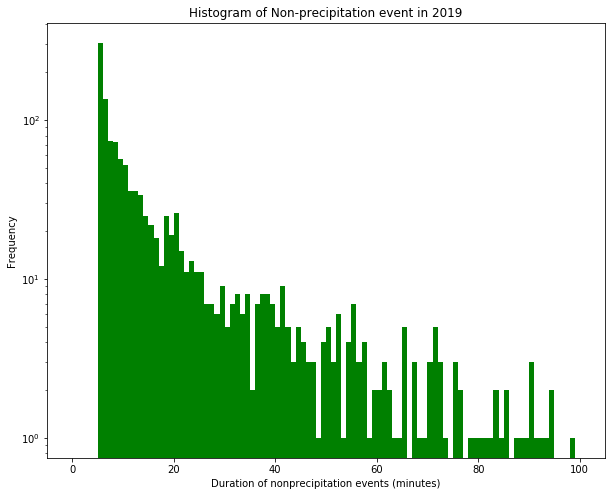 Histogram of Non-precipitation event in 2019
Frequency
10²
10¹
10⁰
0 20 40 60 80 100
Duration of nonprecipitation events (minutes)